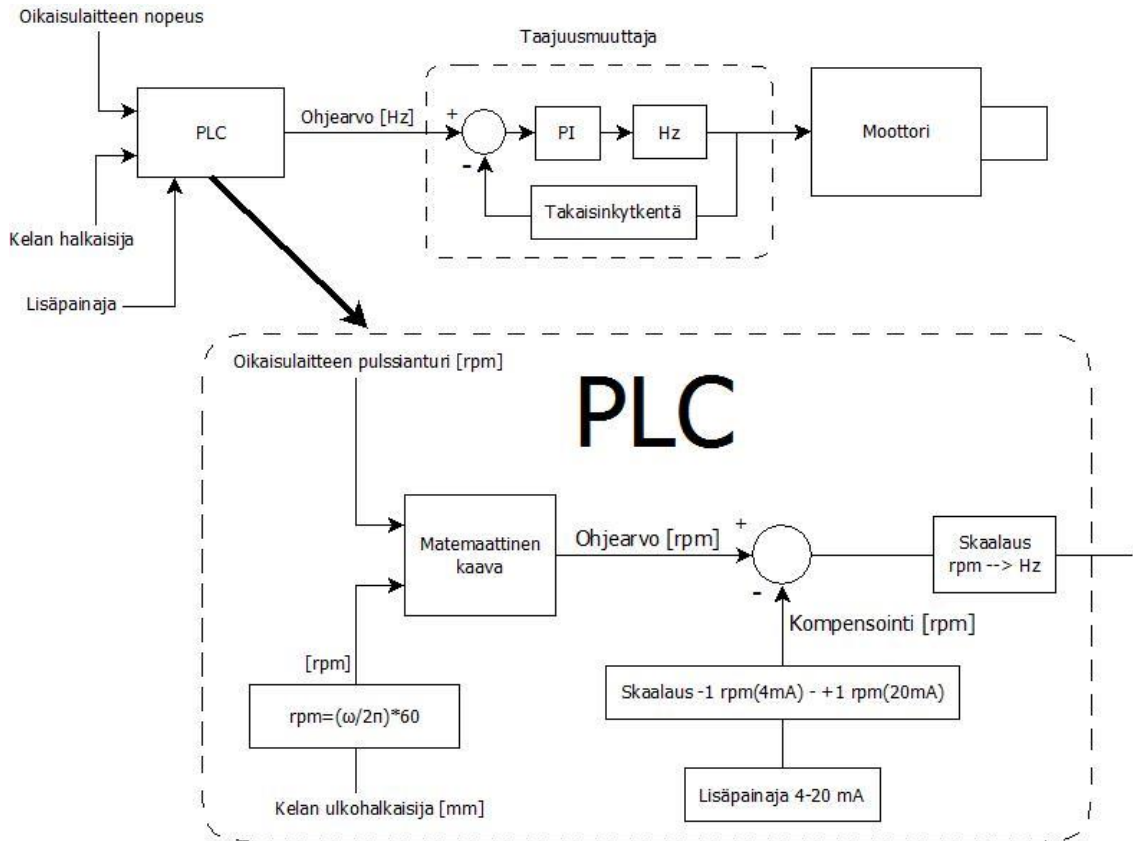 Oikaisulaitteen nopeus
Taajuusmuuttaja
PLC
Ohjearvo [Hz]
+
-
PI
Hz
Moottori
Takaisinkytkentä
Kelan halkaisija
Lisäpainaja
Oikaisulaitteen pulssianturi [rpm]
PLC
Matemaattinen
kaava
Ohjearvo [rpm]
+
-
Skaalaus
rpm --> Hz
Kompensointi [rpm]
[rpm]
Skaalaus -1 rpm(4mA) - +1 rpm(20mA)
rpm=(ω/2π)*60
Lisäpainaja 4-20 mA
Kelan ulkohalkaisija [mm]